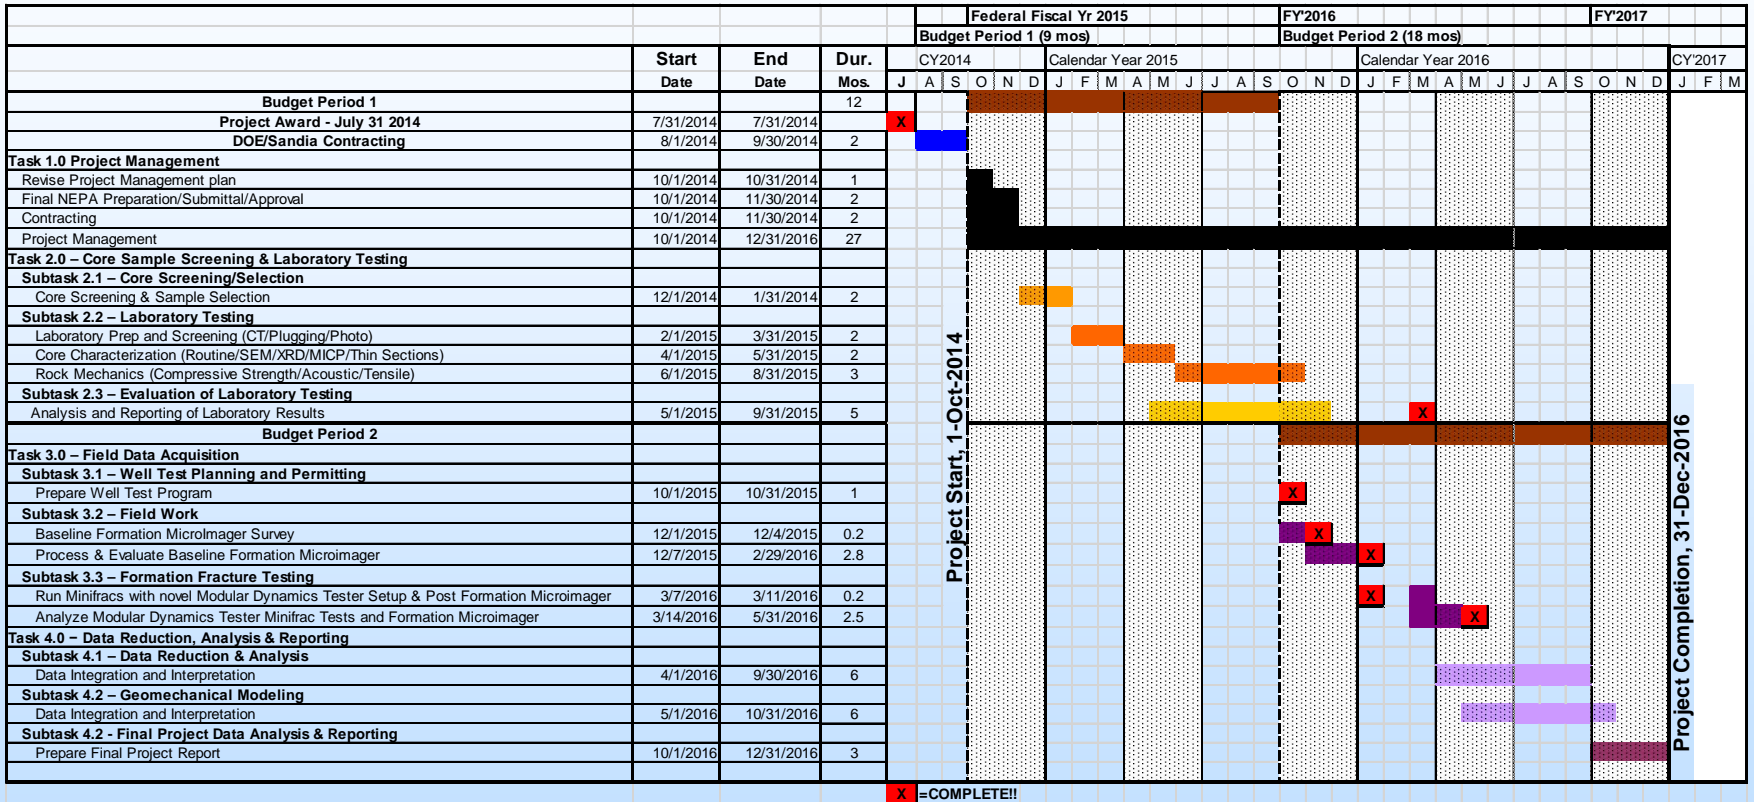 Federal Fiscal Yr 2015 FY'2016 FY'2017
Budget Period 1 (9 mos) Budget Period 2 (18 mos)
Start End Dur. CY2014 Calendar Year 2015 Calendar Year 2016 CY'2017
Date Date Mos. J A S O N D J F M A M J J A S O N D J F M A M J J A S O N D J F M
Budget Period 1 12
Project Award - July 31 2014 7/31/2014 7/31/2014 X
DOE/Sandia Contracting 8/1/2014 9/30/2014 2
Task 1.0 Project Management
Revise Project Management plan 10/1/2014 10/31/2014 1
Final NEPA Preparation/Submittal/Approval 10/1/2014 11/30/2014 2
Contracting 10/1/2014 11/30/2014 2
Project Management 10/1/2014 12/31/2016 27
Task 2.0 – Core Sample Screening & Laboratory Testing
Subtask 2.1 – Core Screening/Selection
Core Screening & Sample Selection 12/1/2014 1/31/2014 2
Subtask 2.2 – Laboratory Testing
Laboratory Prep and Screening (CT/Plugging/Photo) 2/1/2015 3/31/2015 2
Core Characterization (Routine/SEM/XRD/MICP/Thin Sections) 4/1/2015 5/31/2015 2
Rock Mechanics (Compressive Strength/Acoustic/Tensile) 6/1/2015 8/31/2015 3
Subtask 2.3 – Evaluation of Laboratory Testing
Analysis and Reporting of Laboratory Results 5/1/2015 9/31/2015 5 X
Budget Period 2
Task 3.0 – Field Data Acquisition
Subtask 3.1 – Well Test Planning and Permitting
Prepare Well Test Program 10/1/2015 10/31/2015 1 X
Subtask 3.2 – Field Work
Baseline Formation MicroImager Survey 12/1/2015 12/4/2015 0.2 X
Process & Evaluate Baseline Formation Microimager 12/7/2015 2/29/2016 2.8 X
Subtask 3.3 – Formation Fracture Testing
Run Minifracs with novel Modular Dynamics Tester Setup & Post Formation Microimager 3/7/2016 3/11/2016 0.2 X
Analyze Modular Dynamics Tester Minifrac Tests and Formation Microimager 3/14/2016 5/31/2016 2.5 X
Task 4.0 – Data Reduction, Analysis & Reporting
Subtask 4.1 – Data Reduction & Analysis
Data Integration and Interpretation 4/1/2016 9/30/2016 6
Subtask 4.2 – Geomechanical Modeling
Data Integration and Interpretation 5/1/2016 10/31/2016 6
Subtask 4.2 - Final Project Data Analysis & Reporting
Prepare Final Project Report 10/1/2016 12/31/2016 3
Project Start, 1-Oct-2014
Project Completion, 31-Dec-2016
X =COMPLETE!!